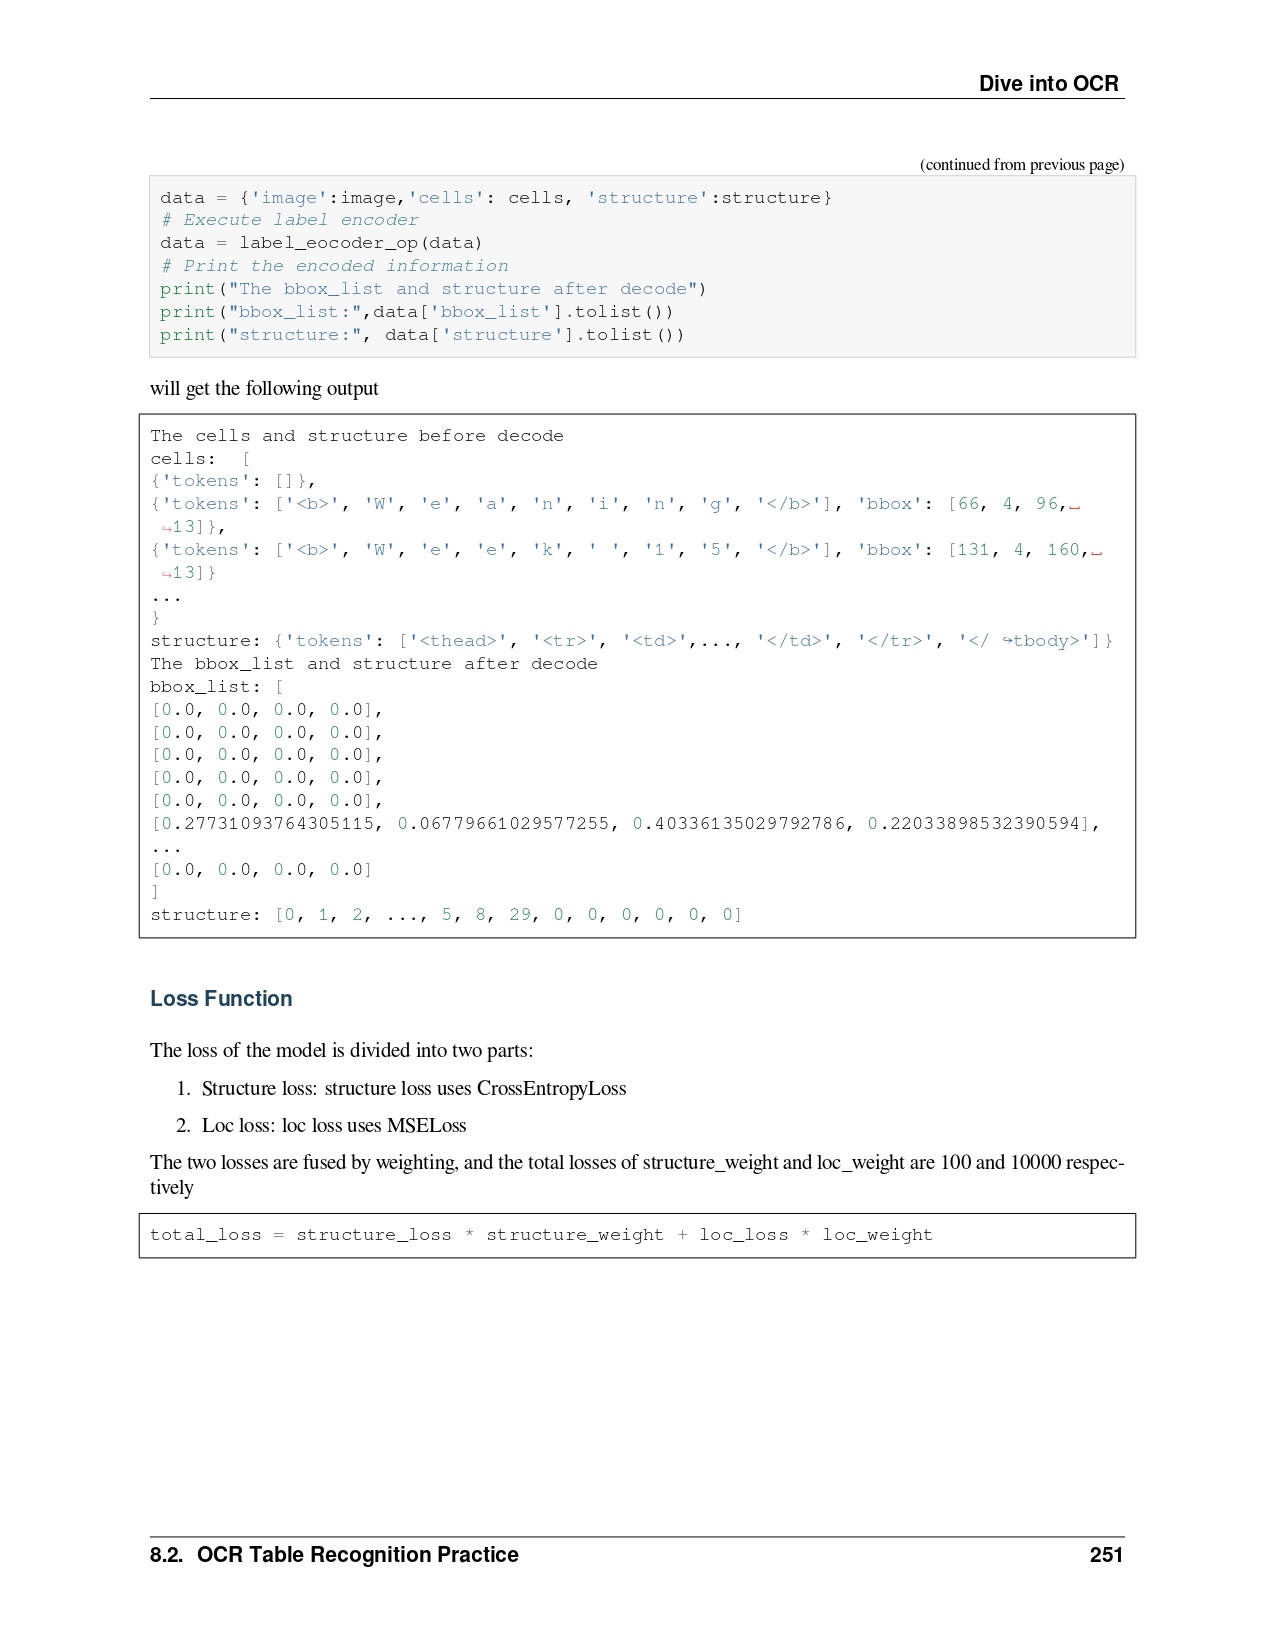 Dive into OCR
(continued from previous page)
data = {'image':image,'cells': cells, 'structure':structure}
# Execute label encoder
data = label_eocoder_op(data)
# Print the encoded information
print("The bbox_list and structure after decode")
print("bbox_list:",data['bbox_list'].tolist())
print("structure:", data['structure'].tolist())
will get the following output
The cells and structure before decode
cells:  [
{'tokens': []},
{'tokens': ['<b>', 'W', 'e', 'a', 'n', 'i', 'n', 'g', '</b>'], 'bbox': [66, 4, 96,␣
↪13]},
{'tokens': ['<b>', 'W', 'e', 'e', 'k', ' ', '1', '5', '</b>'], 'bbox': [131, 4, 160,␣
↪13]}
...
}
structure: {'tokens': ['<thead>', '<tr>', '<td>',..., '</td>', '</tr>', '</ ↪tbody>']}
The bbox_list and structure after decode
bbox_list: [
[0.0, 0.0, 0.0, 0.0],
[0.0, 0.0, 0.0, 0.0],
[0.0, 0.0, 0.0, 0.0],
[0.0, 0.0, 0.0, 0.0],
[0.0, 0.0, 0.0, 0.0],
[0.27731093764305115, 0.06779661029577255, 0.40336135029792786, 0.22033898532390594],
...
[0.0, 0.0, 0.0, 0.0]
]
structure: [0, 1, 2, ..., 5, 8, 29, 0, 0, 0, 0, 0, 0]
Loss Function
The loss of the model is divided into two parts:
1. Structure loss: structure loss uses CrossEntropyLoss
2. Loc loss: loc loss uses MSELoss
The two losses are fused by weighting, and the total losses of structure_weight and loc_weight are 100 and 10000 respec-
tively
total_loss = structure_loss * structure_weight + loc_loss * loc_weight
8.2. OCR Table Recognition Practice
251